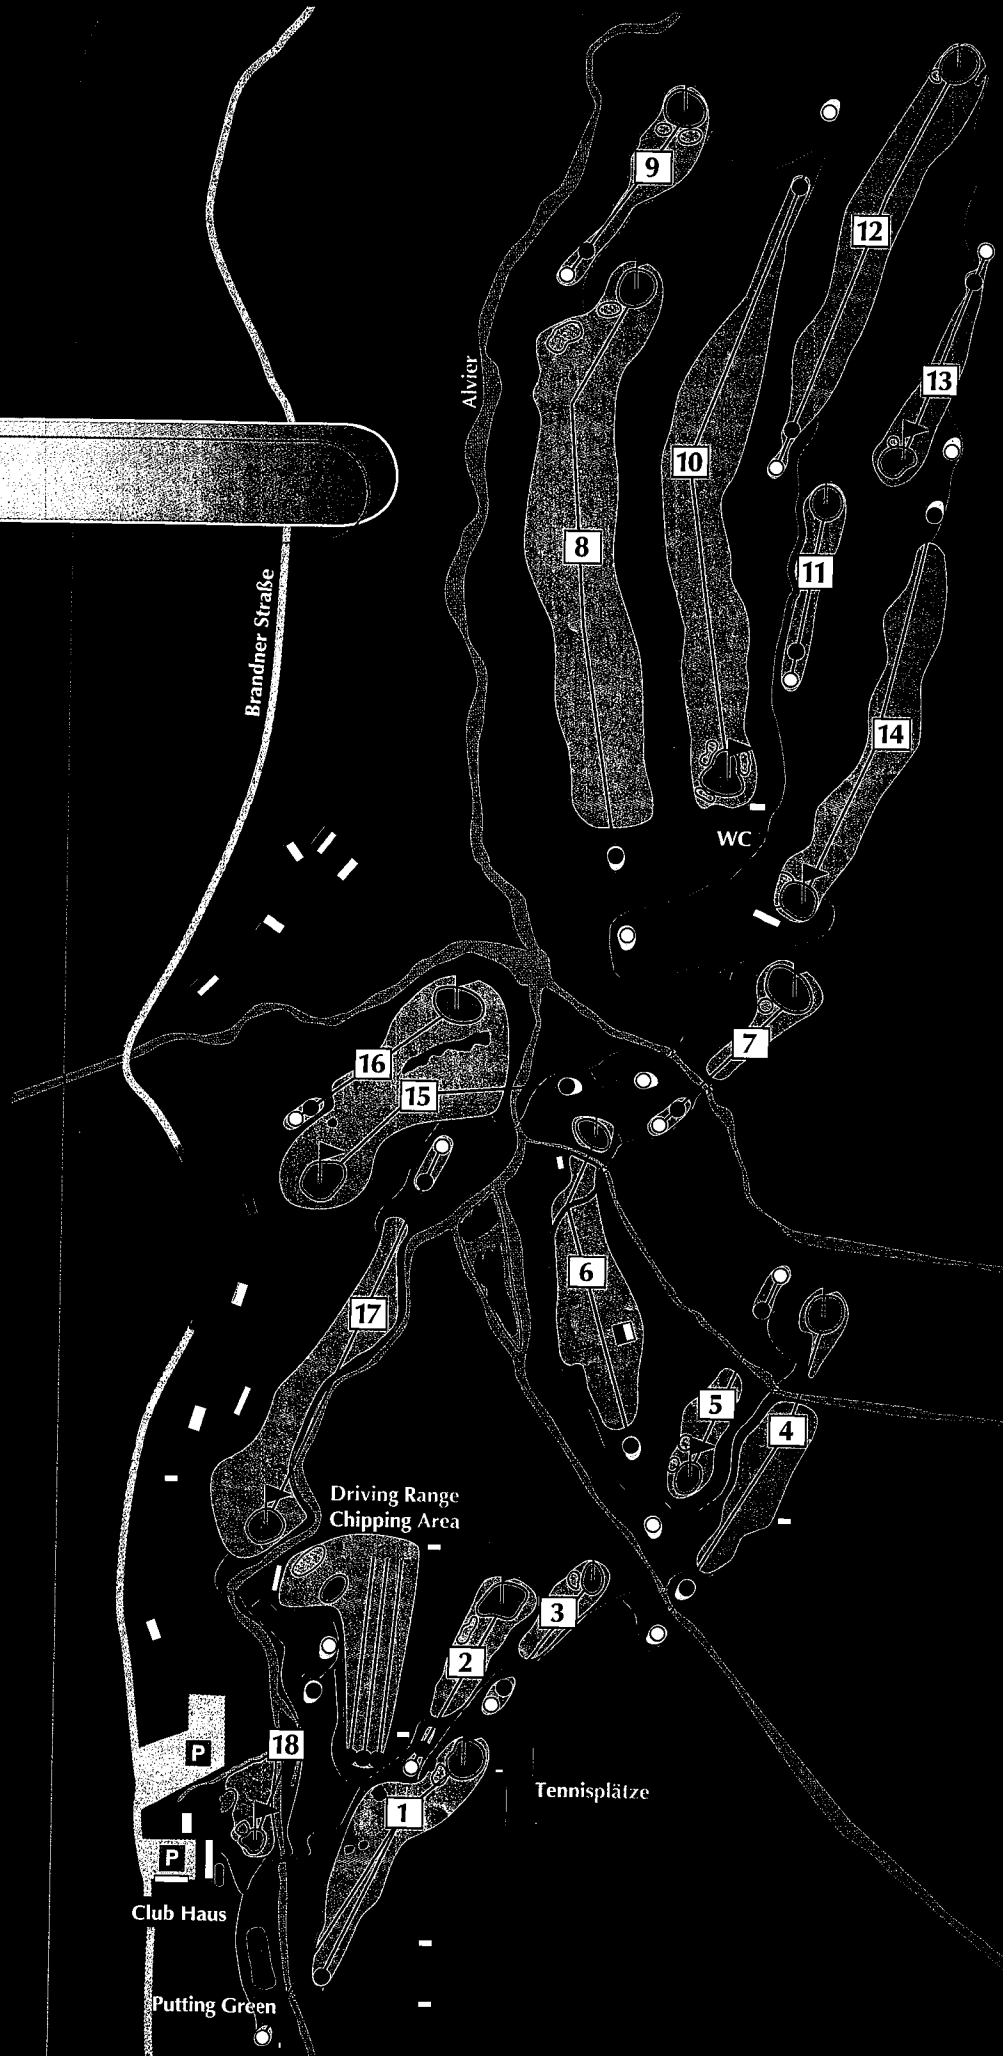 9
12
Alvier
13
10
8
11
Brandner Straße
14
WC
7
16
15
6
17
5
4
Driving Range
Chipping Area
3
2
18
P
Tennisplätze
1
P
Club Haus
Putting Green